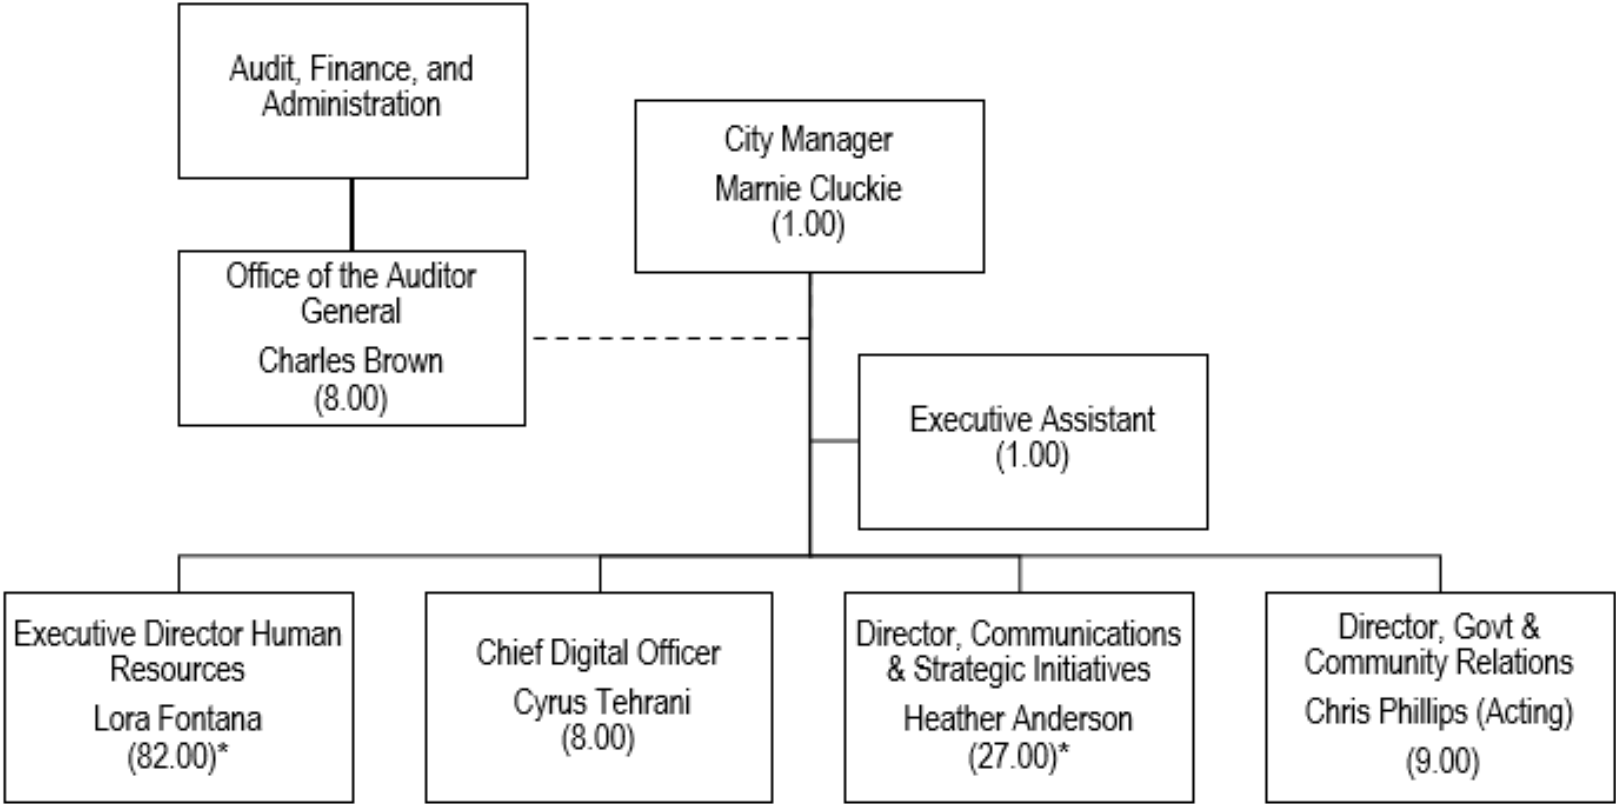 Audit, Finance, and
Administration
City Manager
Marnie Cluckie
(1.00)
Office of the Auditor
General
Charles Brown
(8.00)
Executive Assistant
(1.00)
Executive Director Human
Resources
Lora Fontana
(82.00)*
Chief Digital Officer
Cyrus Tehrani
(8.00)
Director, Communications
& Strategic Initiatives
Heather Anderson
(27.00)*
Director, Govt &
Community Relations
Chris Phillips (Acting)
(9.00)